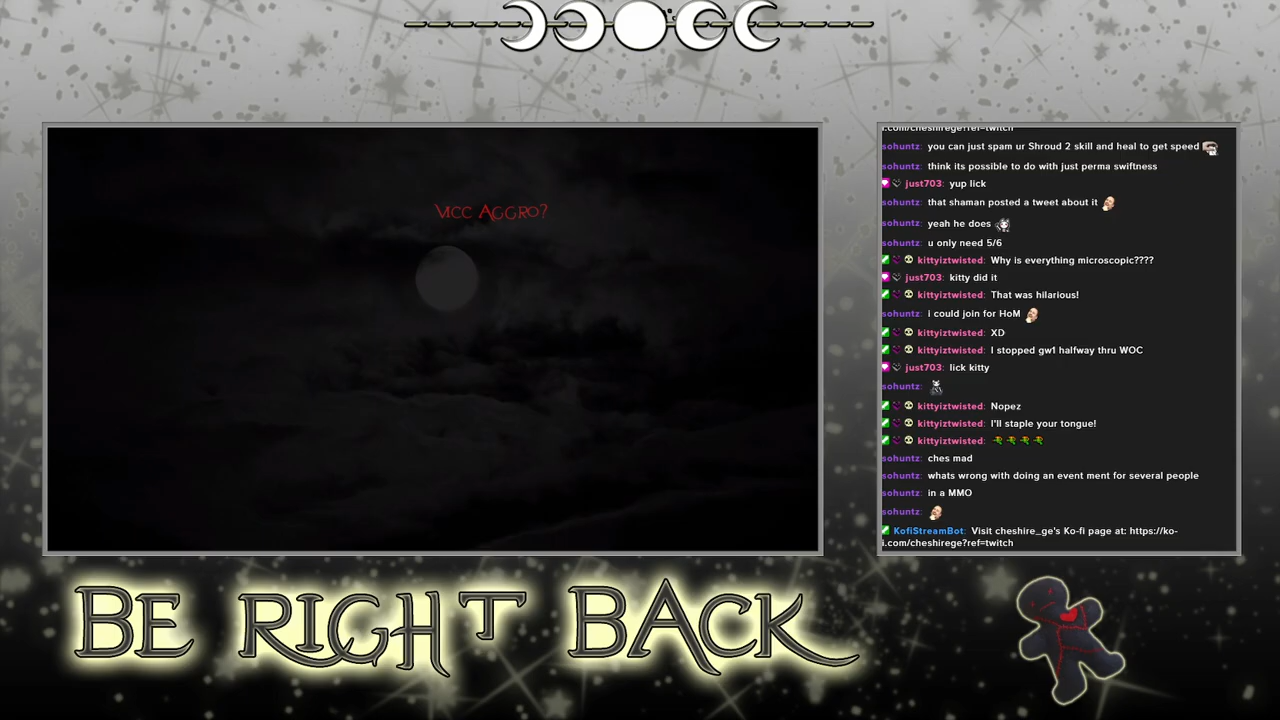 Vicc Aggro?
i.com/cheshirege?ref=twitch
sohuntz: you can just spam ur Shroud 2 skill and heal to get speed
sohuntz: think its possible to do with just perma swiftness
just703: yup lick
sohuntz: that shaman posted a tweet about it
sohuntz: yeah he does
sohuntz: u only need 5/6
kittyiztwisted: Why is everything microscopic????
just703: kitty did it
kittyiztwisted: That was hilarious!
sohuntz: i could join for HoM
kittyiztwisted: XD
kittyiztwisted: I stopped gw1 halfway thru WOC
just703: lick kitty
sohuntz:
kittyiztwisted: Nopez
kittyiztwisted: I'll staple your tongue!
kittyiztwisted:
sohuntz: ches mad
sohuntz: whats wrong with doing an event ment for several people
sohuntz: in a MMO
sohuntz:
KofiStreamBot: Visit cheshire_ge's Ko-fi page at: https://ko-
i.com/cheshirege?ref=twitch
BE RIGHT BACK